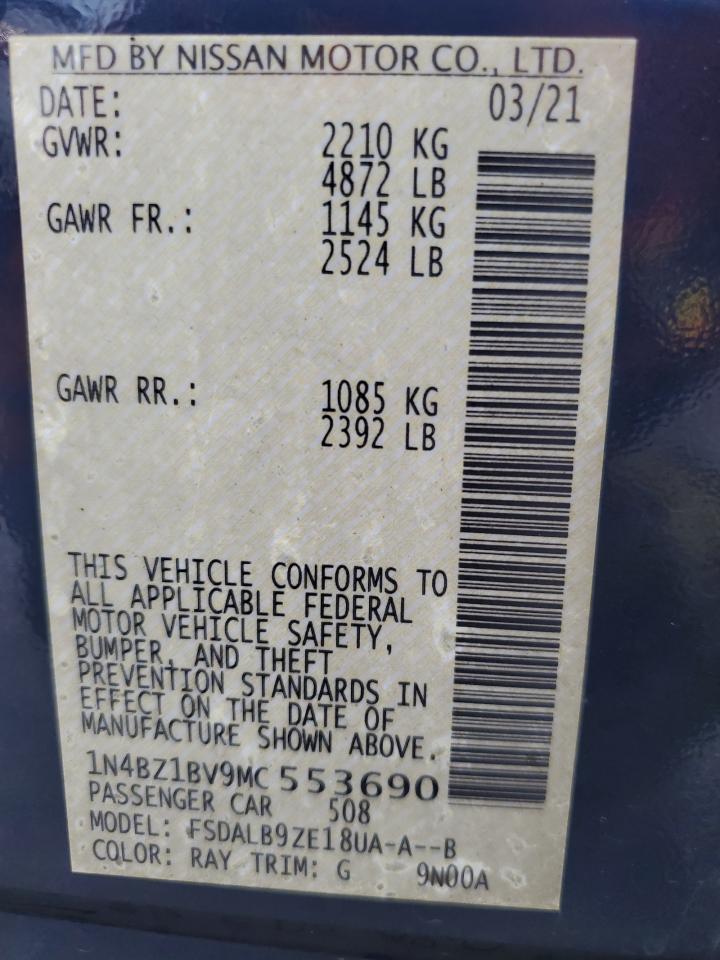 MFD BY NISSAN MOTOR CO., LTD.
DATE: 03/21
GVWR: 2210 KG
4872 LB
GAWR FR.: 1145 KG
2524 LB
GAWR RR.: 1085 KG
2392 LB
THIS VEHICLE CONFORMS TO
ALL APPLICABLE FEDERAL
MOTOR VEHICLE SAFETY,
BUMPER, AND THEFT
PREVENTION STANDARDS IN
EFFECT ON THE DATE OF
MANUFACTURE SHOWN ABOVE.
1N4BZ1BV9MC 553690
PASSENGER CAR 508
MODEL: FSDALB9ZE18UA-A--B
COLOR: RAY TRIM: G 9N00A